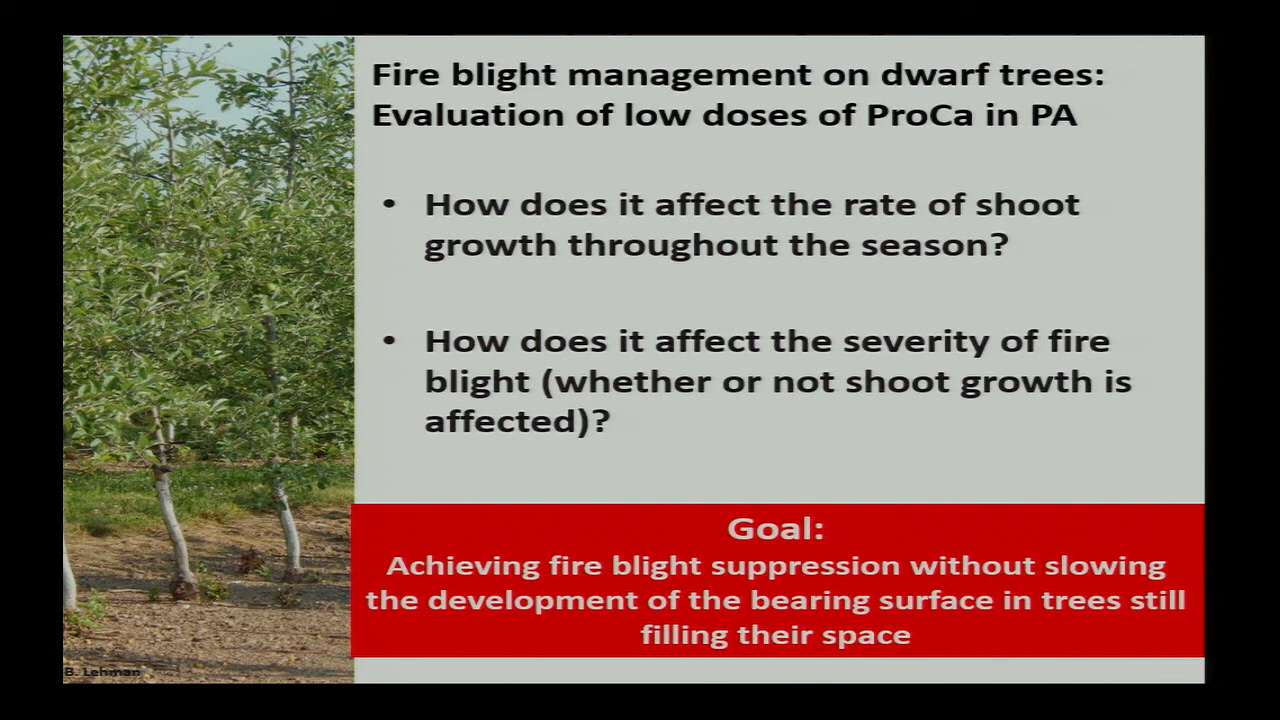 Fire blight management on dwarf trees:
Evaluation of low doses of ProCa in PA
• How does it affect the rate of shoot
growth throughout the season?
• How does it affect the severity of fire
blight (whether or not shoot growth is
affected)?
Goal:
Achieving fire blight suppression without slowing
the development of the bearing surface in trees still
filling their space
B. Lehman